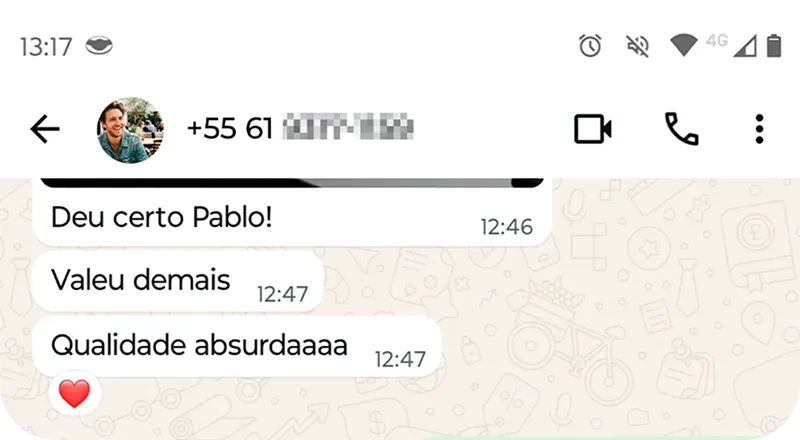 13:17
4G
+55 61
Deu certo Pablo!
12:46
Valeu demais
12:47
Qualidade absurdaaaa
12:47